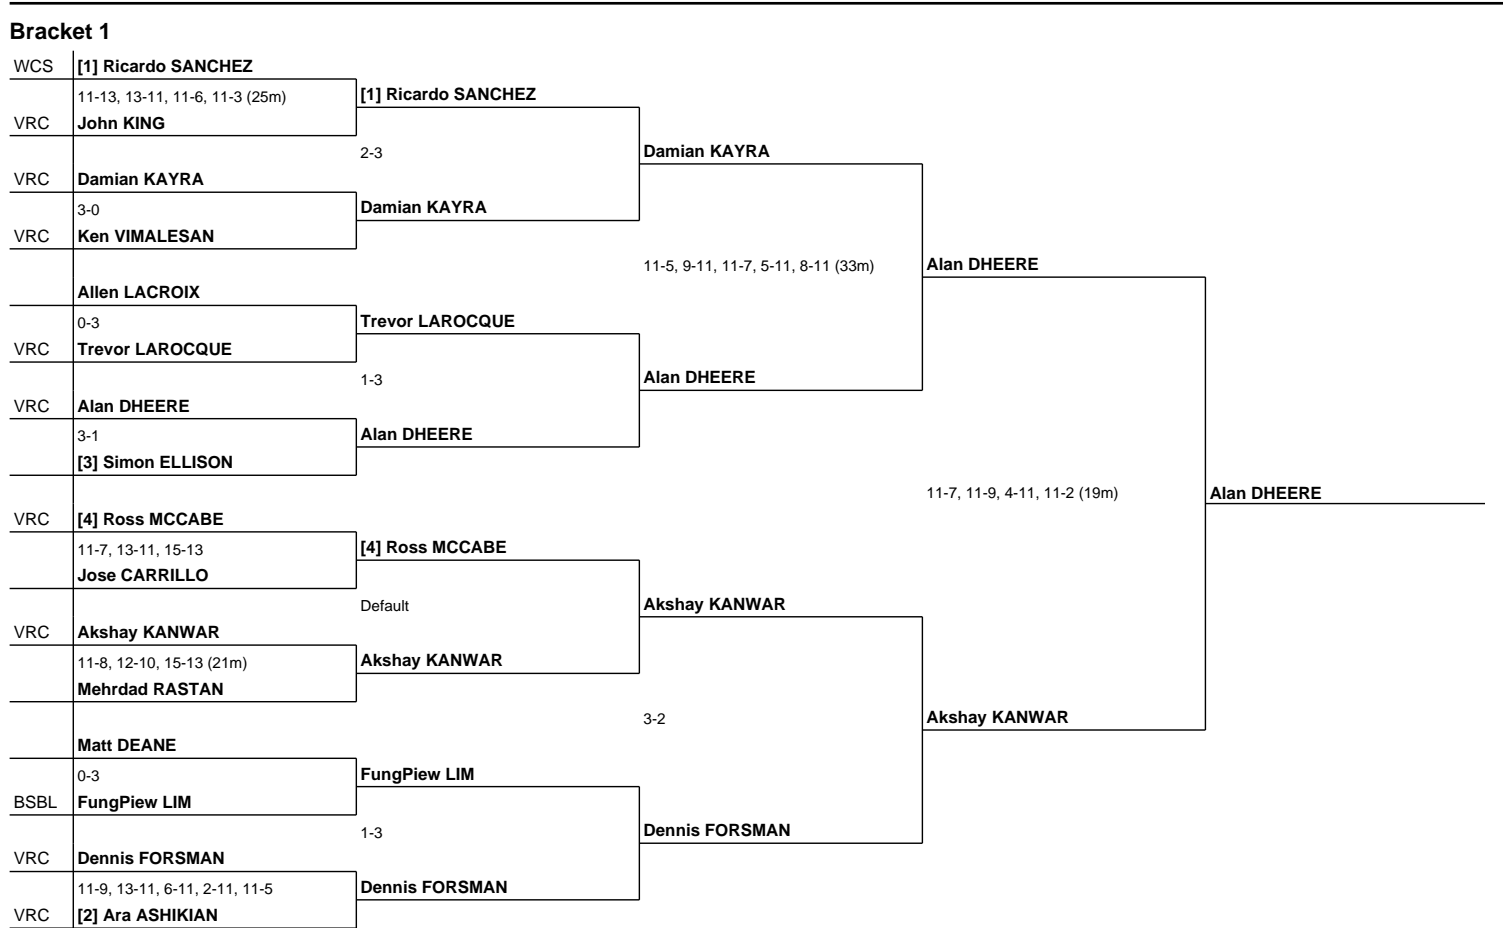 Bracket 1
WCS [1] Ricardo SANCHEZ
11-13, 13-11, 11-6, 11-3 (25m) [1] Ricardo SANCHEZ
VRC John KING
2-3 Damian KAYRA
VRC Damian KAYRA
3-0 Damian KAYRA
VRC Ken VIMALESAN
11-5, 9-11, 11-7, 5-11, 8-11 (33m) Alan DHEERE
Allen LACROIX
0-3 Trevor LAROCQUE
VRC Trevor LAROCQUE
1-3 Alan DHEERE
VRC Alan DHEERE
3-1 Alan DHEERE
[3] Simon ELLISON
11-7, 11-9, 4-11, 11-2 (19m) Alan DHEERE
VRC [4] Ross MCCABE
11-7, 13-11, 15-13 [4] Ross MCCABE
Jose CARRILLO
Default Akshay KANWAR
VRC Akshay KANWAR
11-8, 12-10, 15-13 (21m) Akshay KANWAR
Mehrdad RASTAN
3-2 Akshay KANWAR
Matt DEANE
0-3 FungPiew LIM
BSBL FungPiew LIM
1-3 Dennis FORSMAN
VRC Dennis FORSMAN
11-9, 13-11, 6-11, 2-11, 11-5 Dennis FORSMAN
VRC [2] Ara ASHIKIAN